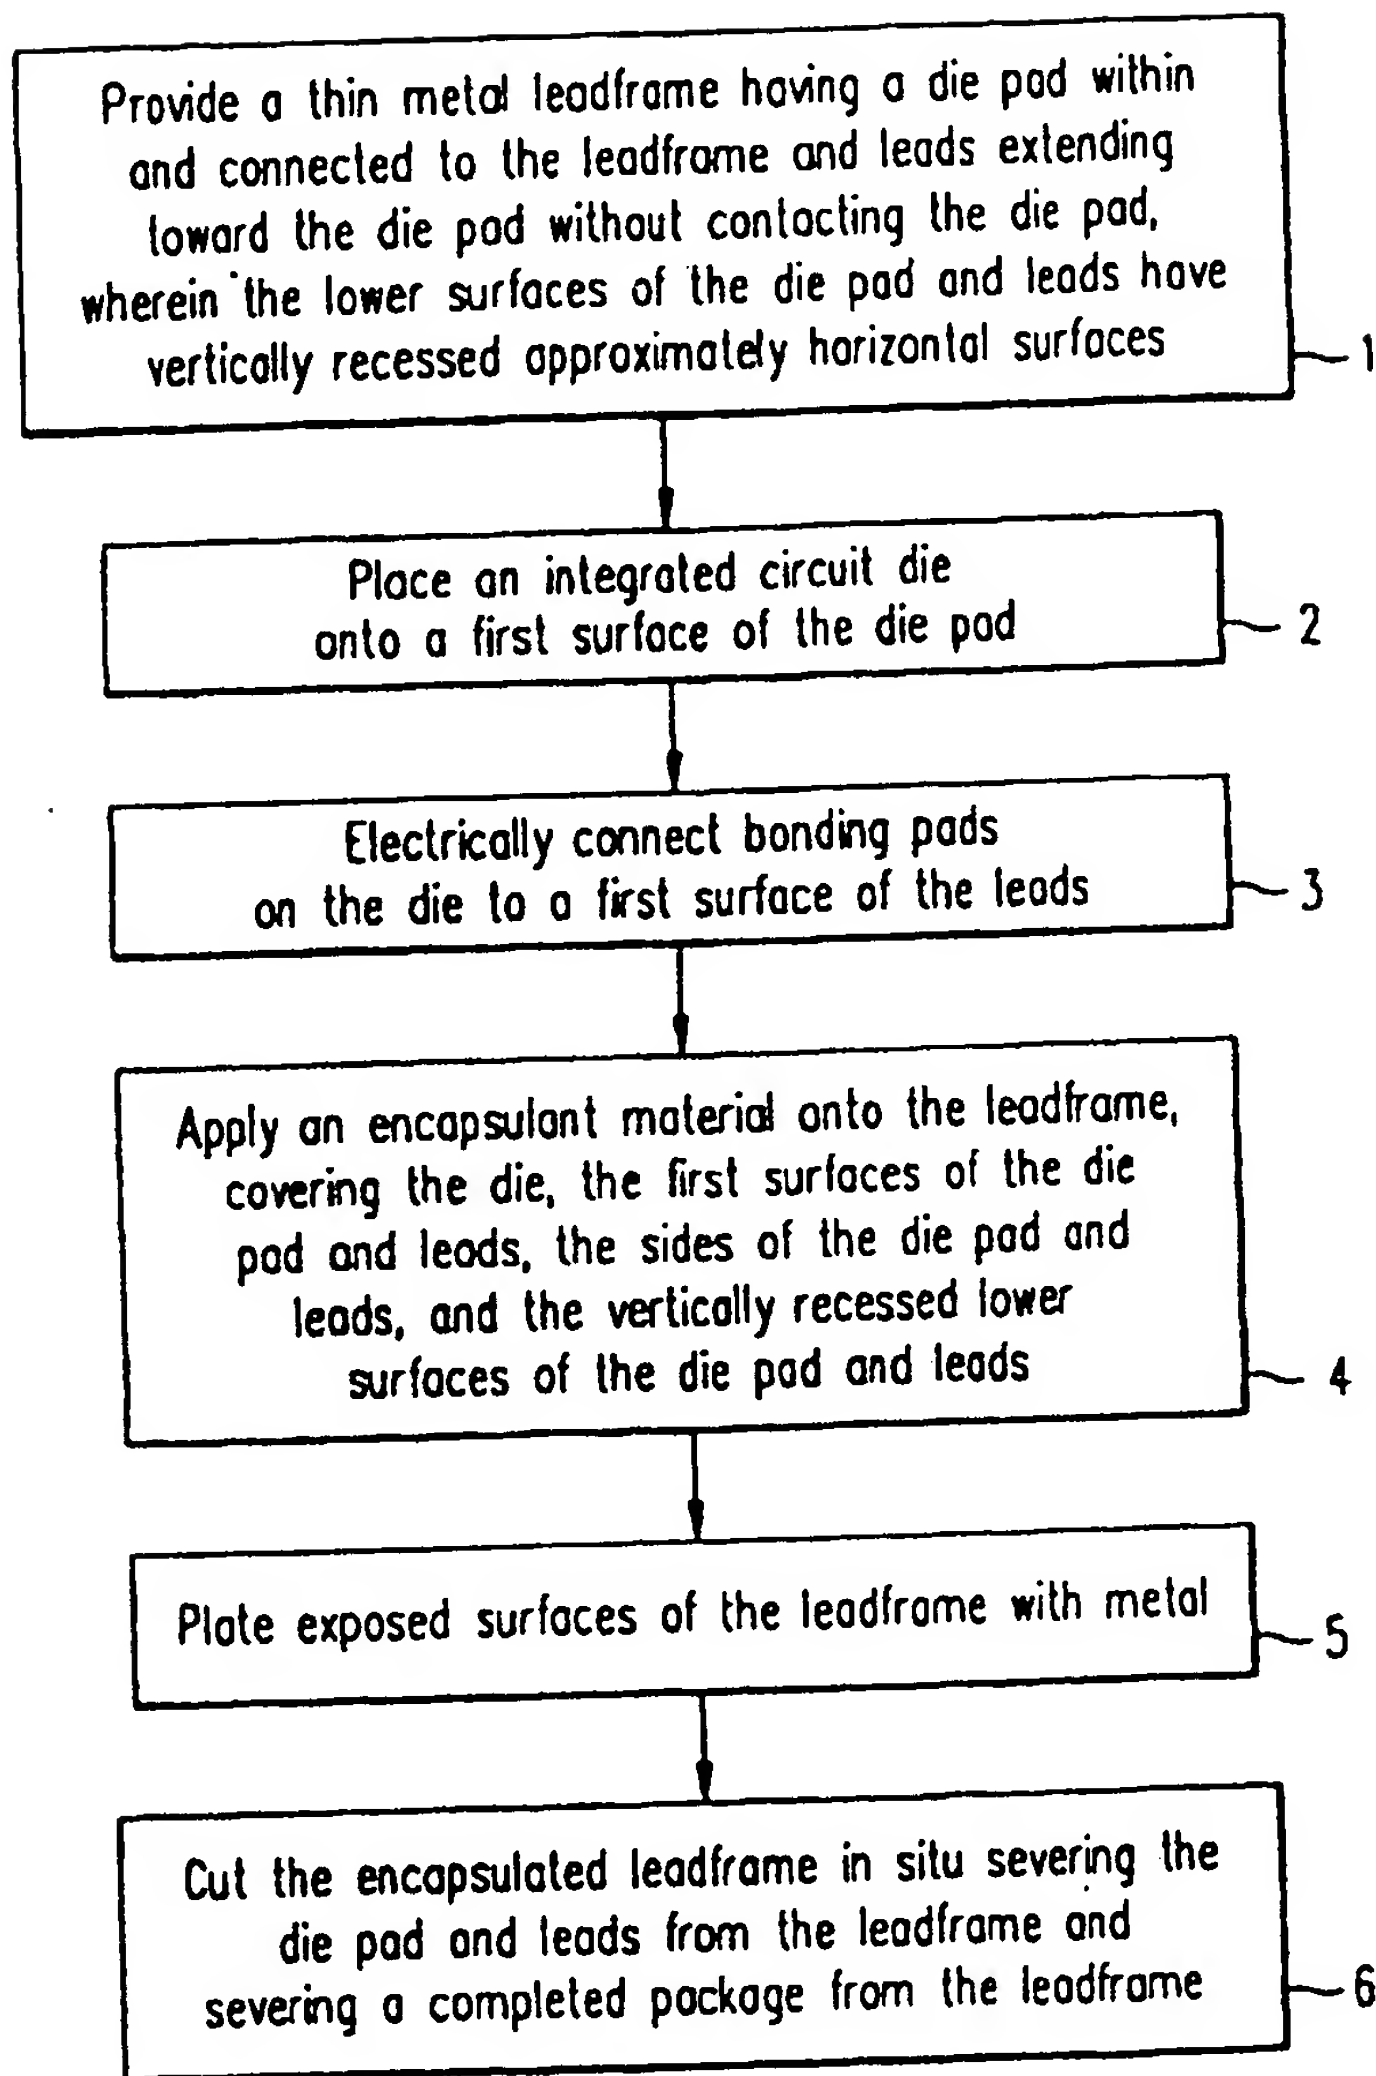 Provide a thin metal leadframe having a die pad within
and connected to the leadframe and leads extending
toward the die pad without contacting the die pad,
wherein the lower surfaces of the die pad and leads have
vertically recessed approximately horizontal surfaces
1
Place an integrated circuit die
onto a first surface of the die pad
2
Electrically connect bonding pads
on the die to a first surface of the leads
3
Apply an encapsulant material onto the leadframe,
covering the die, the first surfaces of the die
pad and leads, the sides of the die pad and
leads, and the vertically recessed lower
surfaces of the die pad and leads
4
Plate exposed surfaces of the leadframe with metal
5
Cut the encapsulated leadframe in situ severing the
die pad and leads from the leadframe and
severing a completed package from the leadframe
6